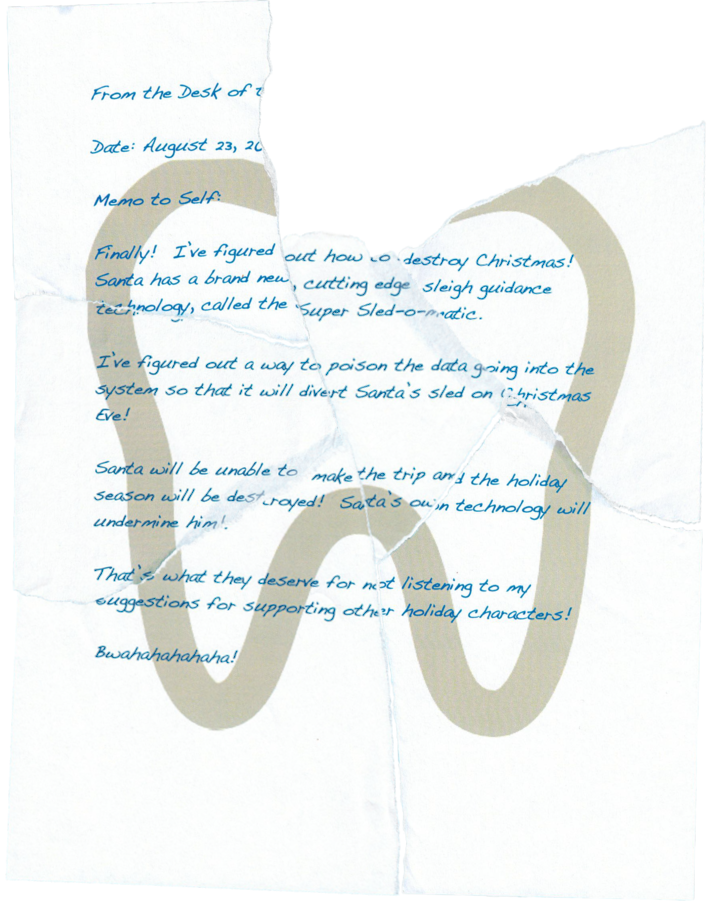 From the Desk of t
Date: August 23, 20
Memo to Self:
Finally! I've figured out how to destroy Christmas!
Santa has a brand new, cutting edge sleigh guidance
technology, called the Super Sled-o-matic.
I've figured out a way to poison the data going into the
system so that it will divert Santa's sled on Christmas
Eve!
Santa will be unable to make the trip and the holiday
season will be destroyed! Santa's own technology will
undermine him!
That's what they deserve for not listening to my
suggestions for supporting other holiday characters!
Bwahahahahaha!